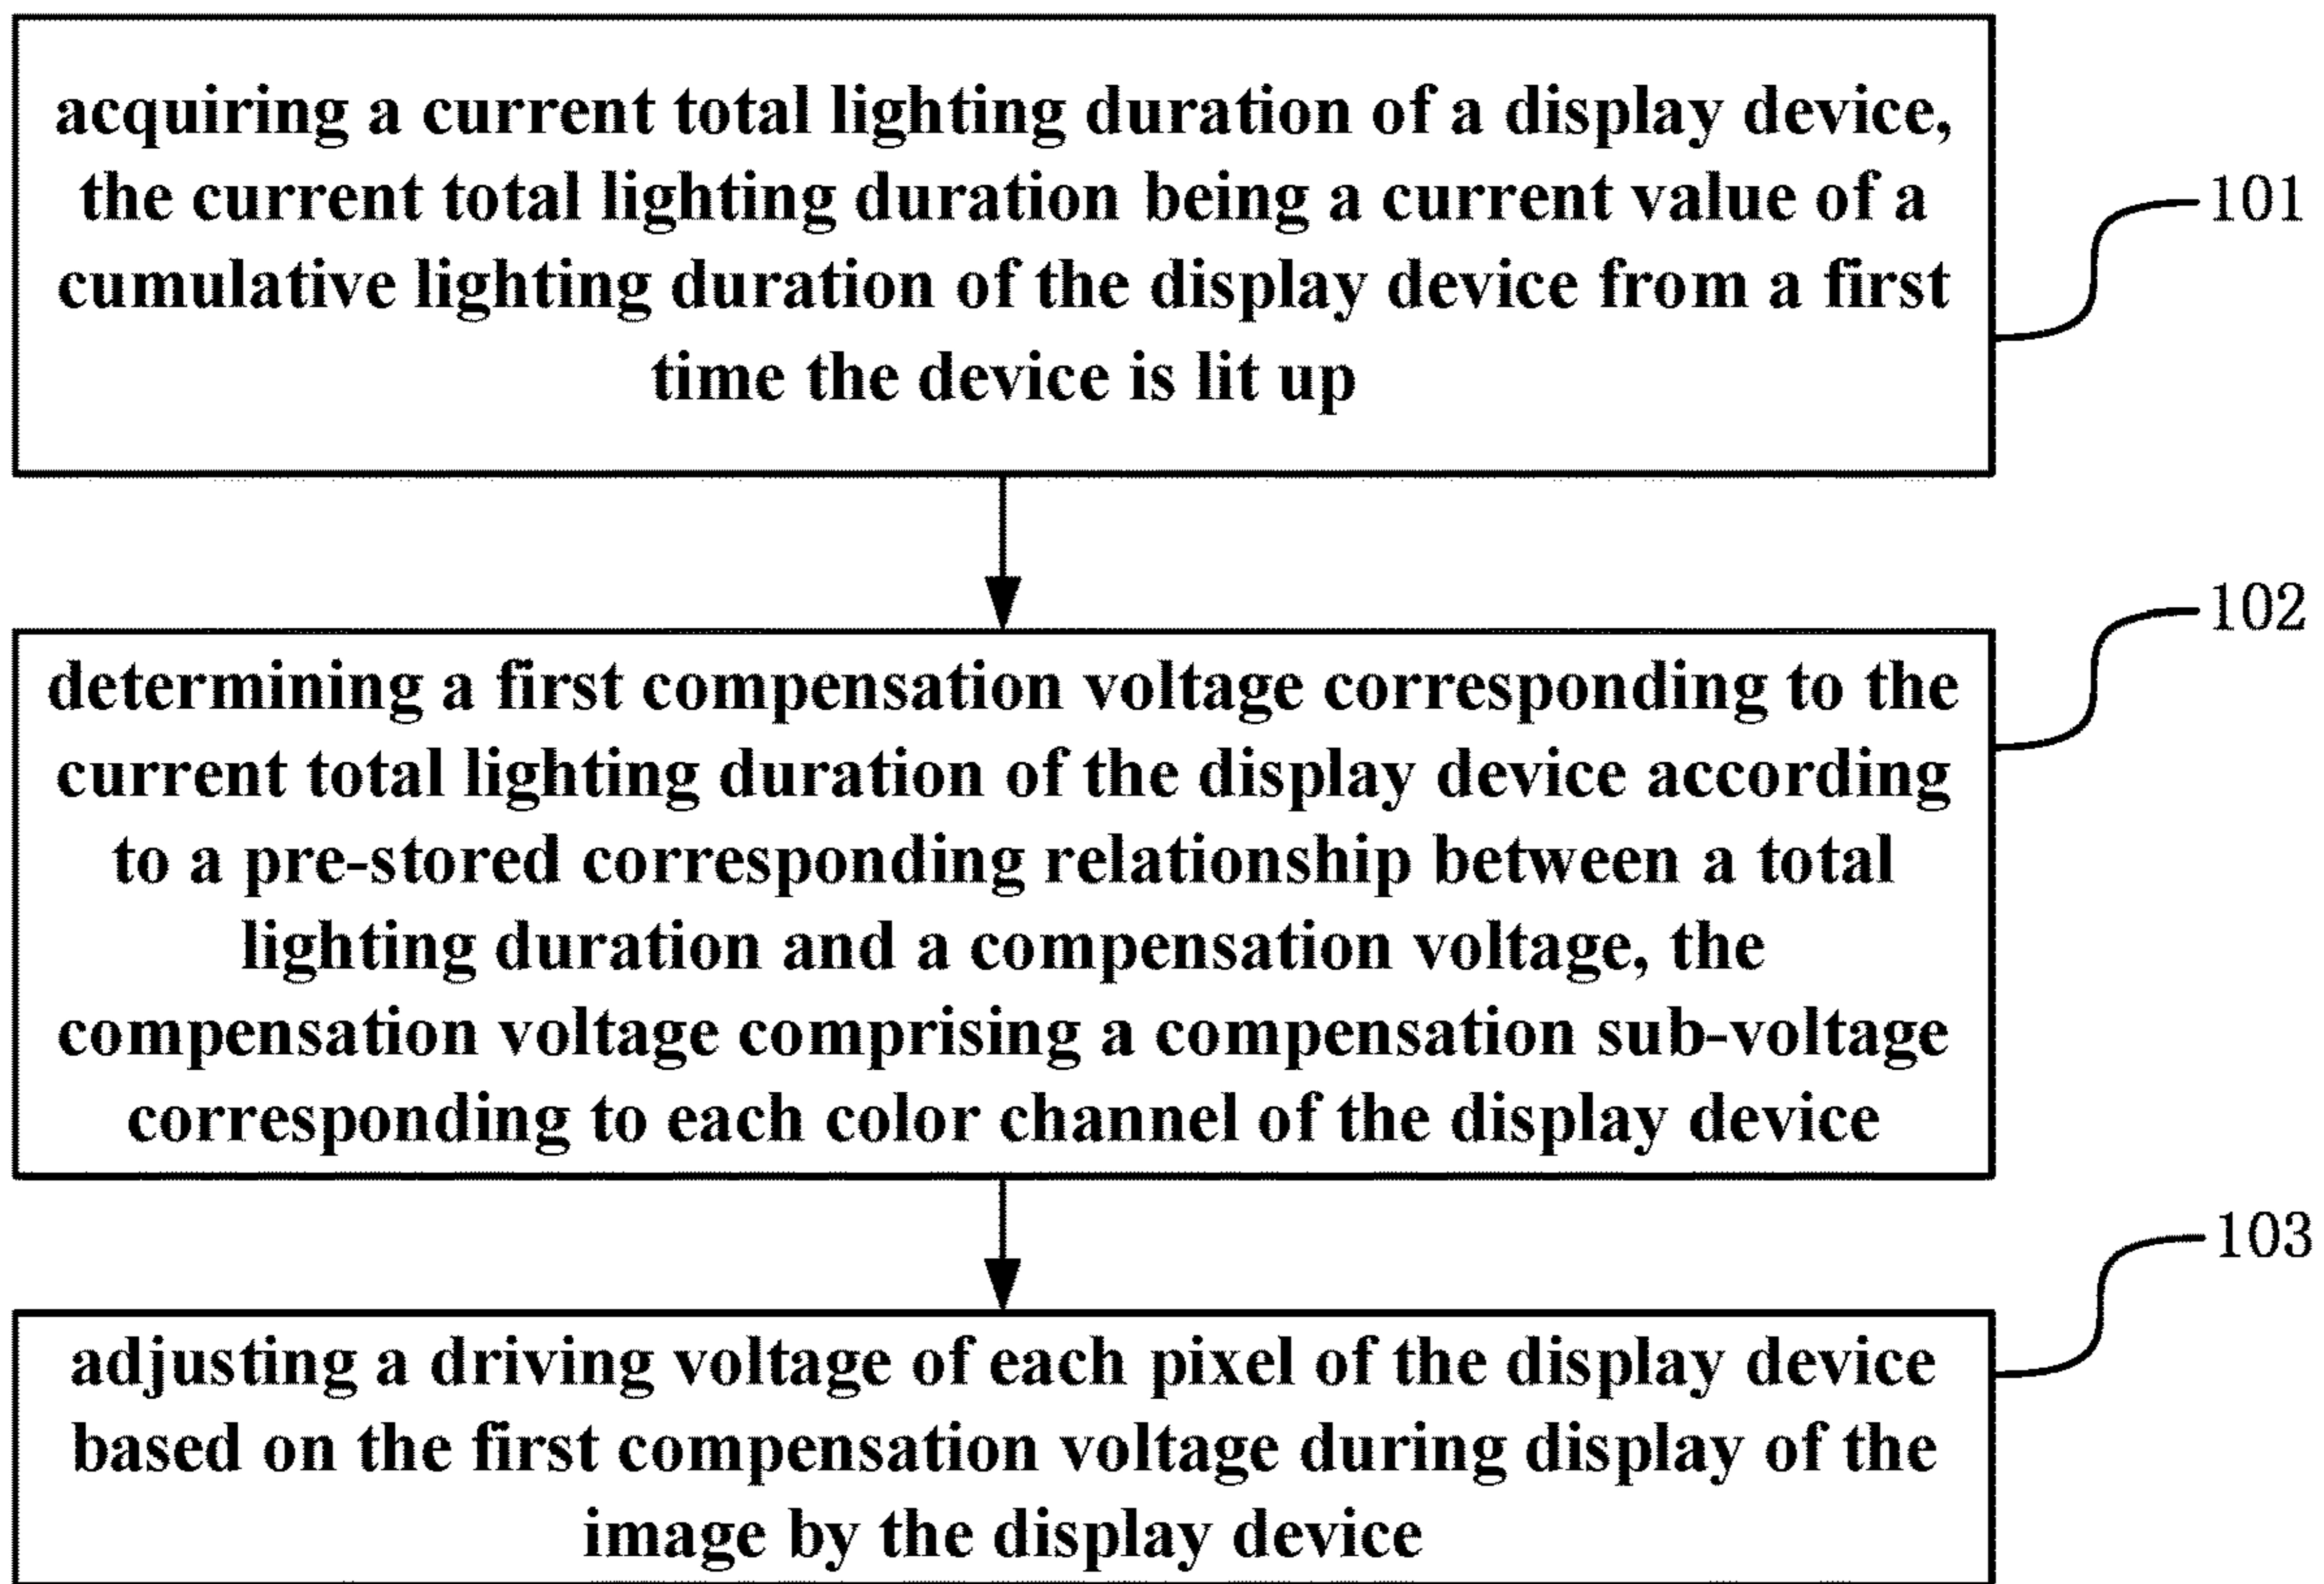 acquiring a current total lighting duration of a display device,
the current total lighting duration being a current value of a
cumulative lighting duration of the display device from a first
time the device is lit up
101
determining a first compensation voltage corresponding to the
current total lighting duration of the display device according
to a pre-stored corresponding relationship between a total
lighting duration and a compensation voltage, the
compensation voltage comprising a compensation sub-voltage
corresponding to each color channel of the display device
102
adjusting a driving voltage of each pixel of the display device
based on the first compensation voltage during display of the
image by the display device
103